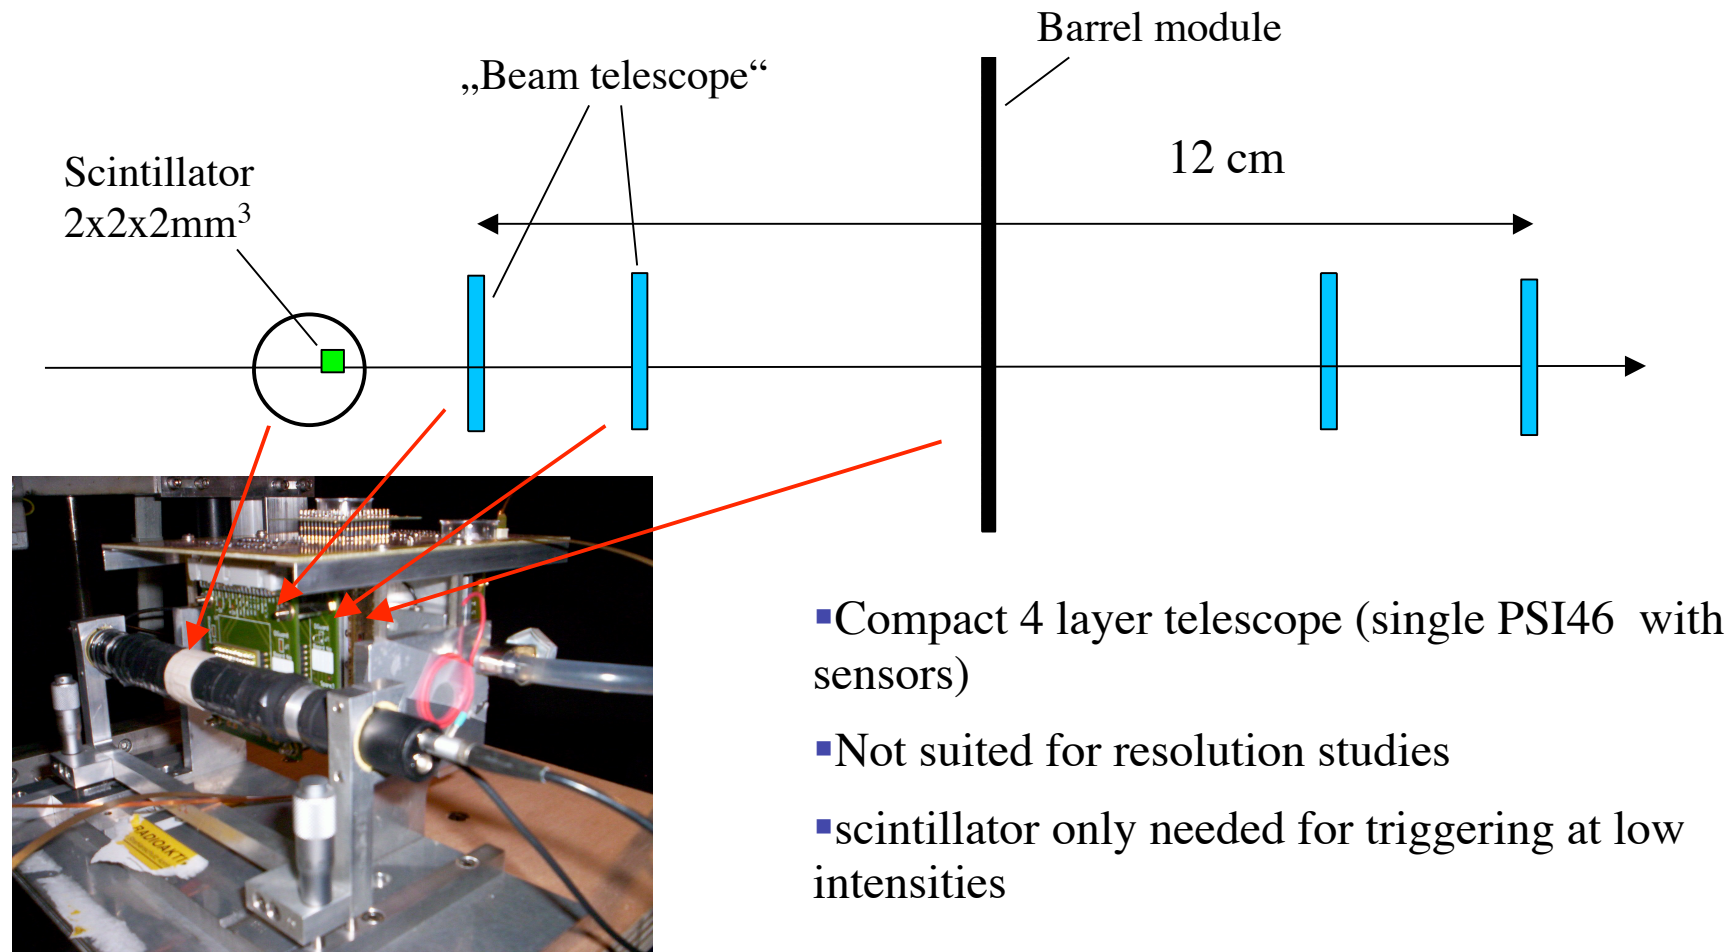 Barrel module
„Beam telescope“
12 cm
Scintillator
2x2x2mm³
▪Compact 4 layer telescope (single PSI46 with
sensors)
▪Not suited for resolution studies
▪scintillator only needed for triggering at low
intensities
RADIOAKTI